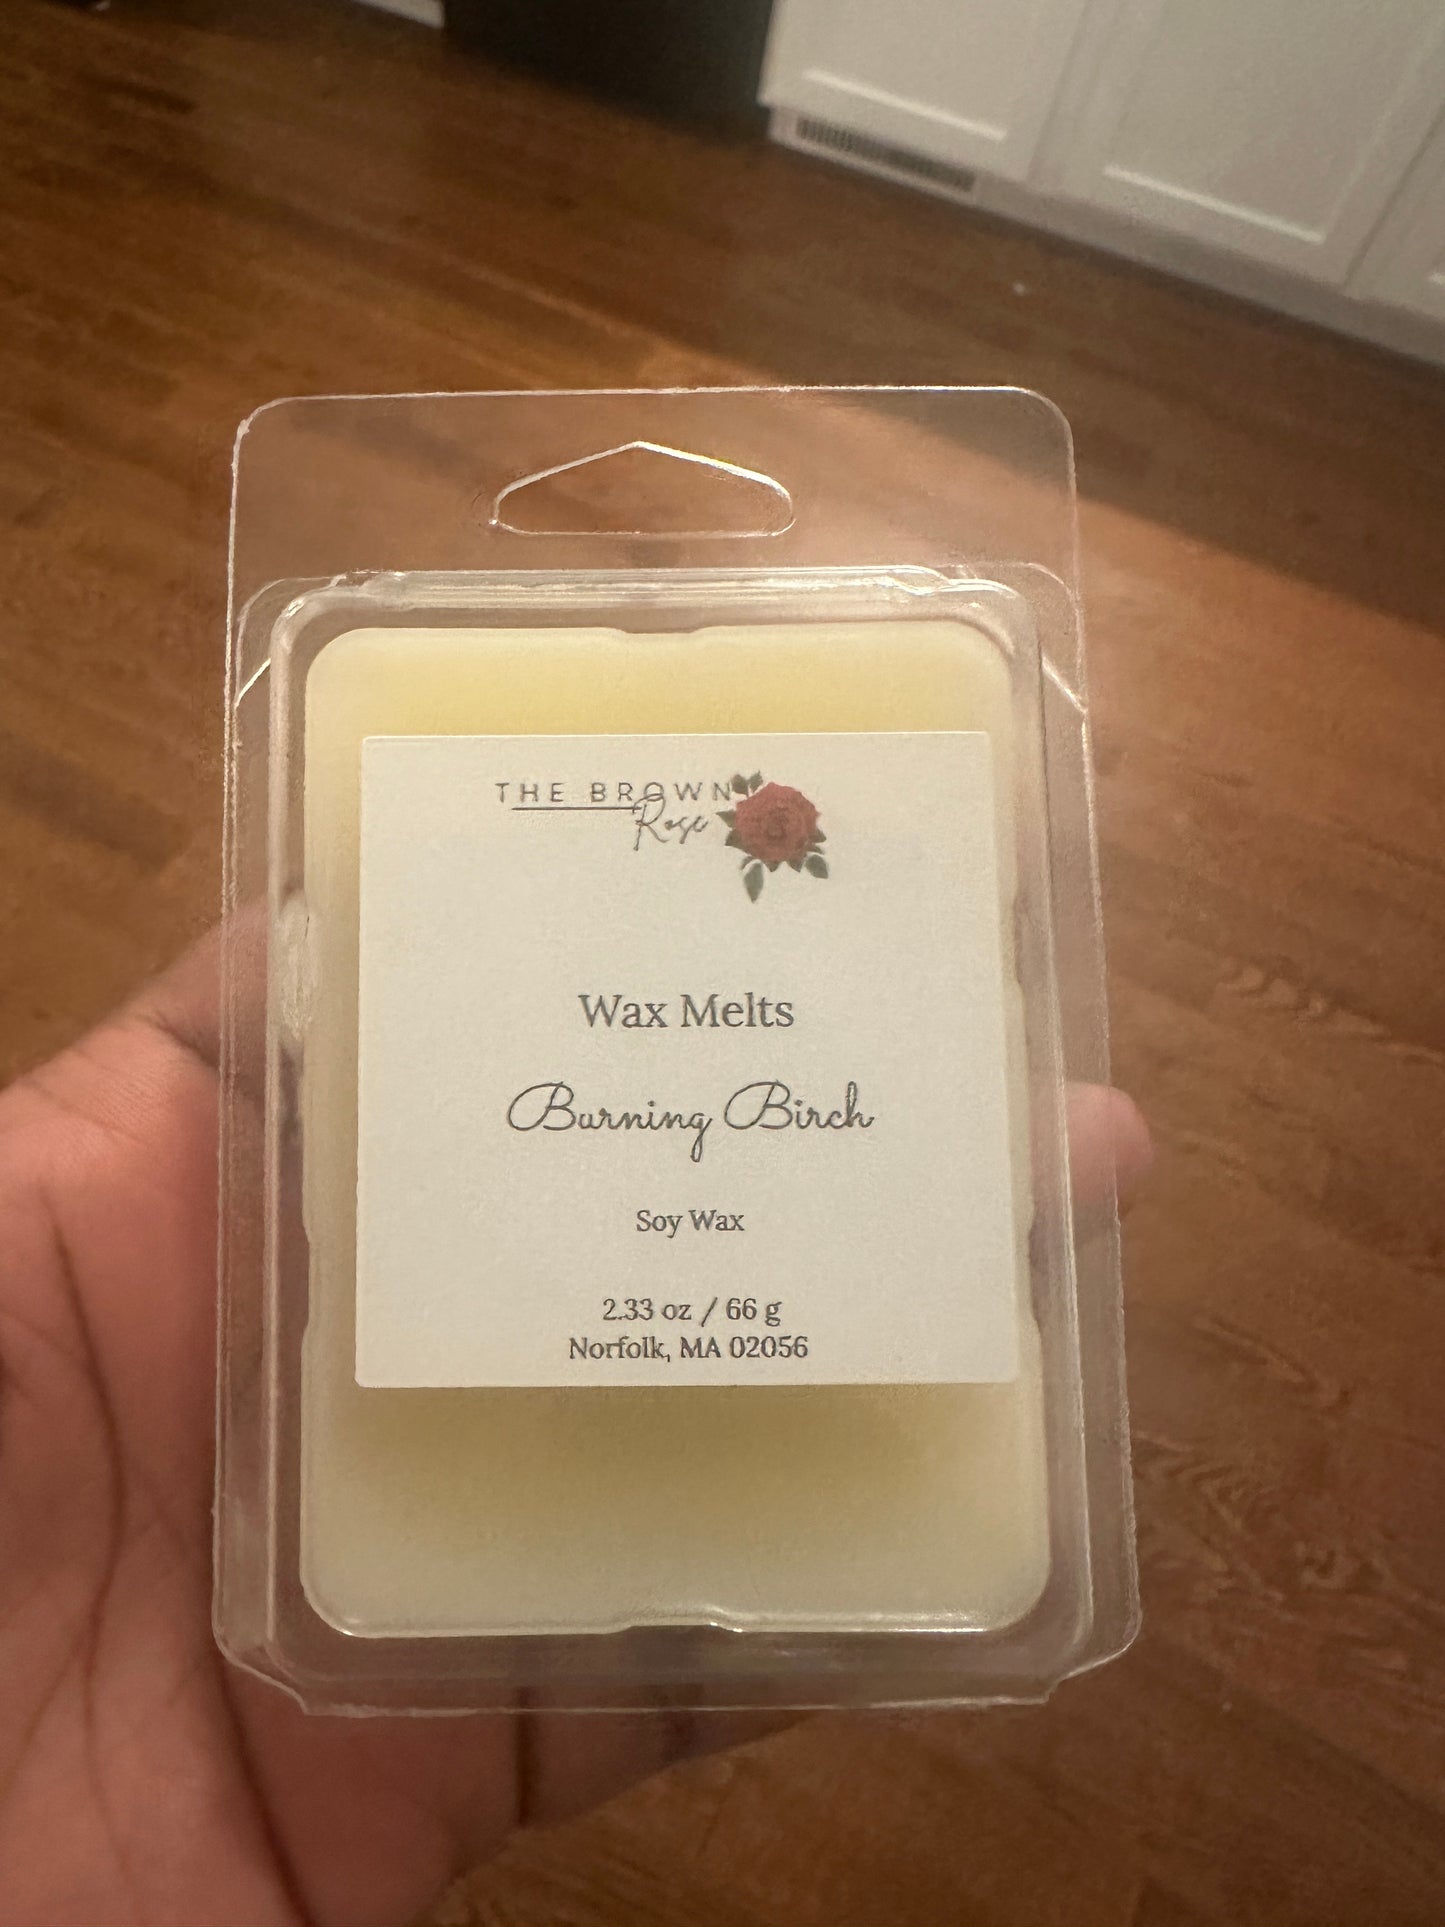 THE BROWN
Rose
Wax Melts
Burning Birch
Soy Wax
2.33 oz / 66 g
Norfolk, MA 02056